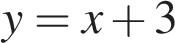 y = x + 3